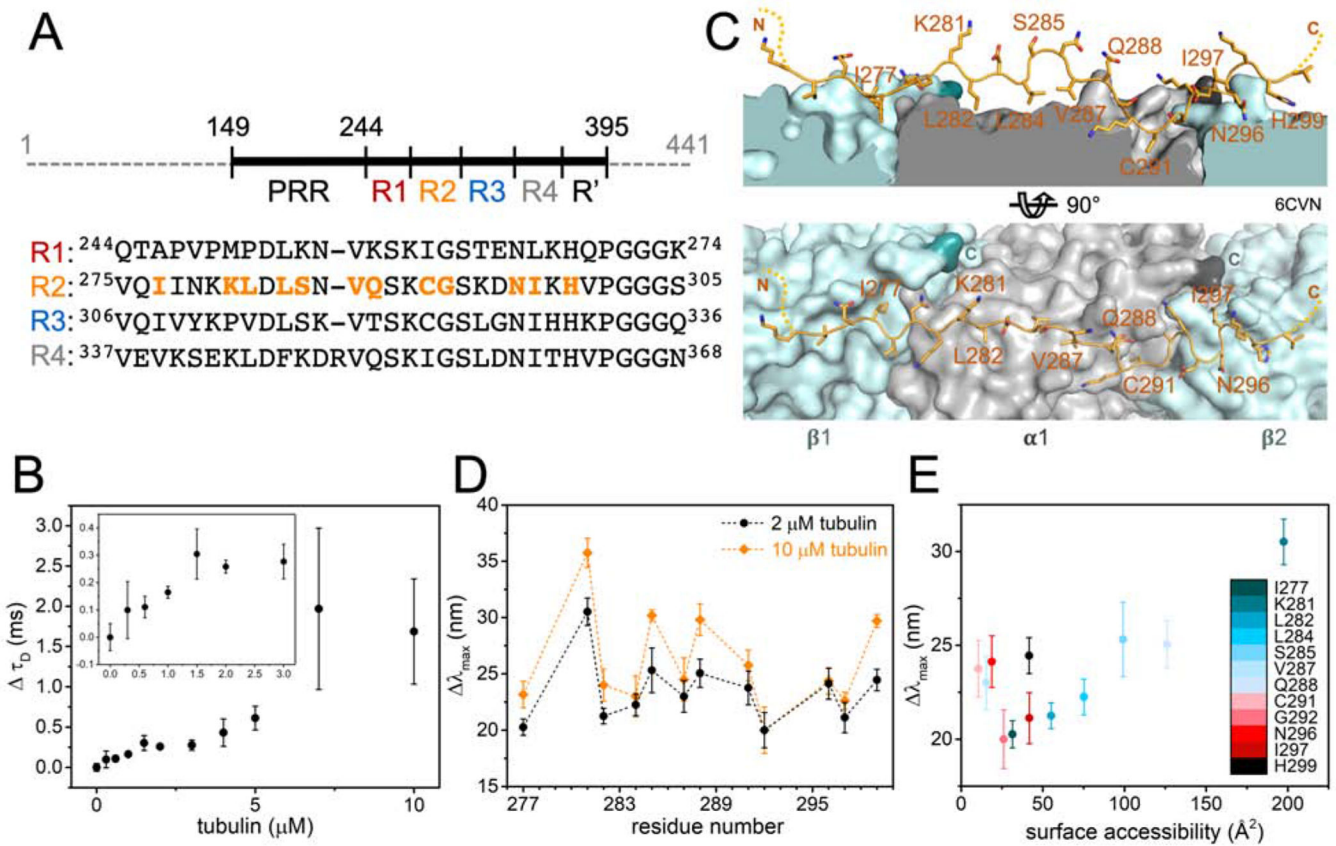 A
1
149
244
395
441
PRR
R1
R2
R3
R4
R'
R1: 244QTAPVPMPDLKN-VKSKIGSTENLKHQPGGGK274
R2: 275VQIINKKLDLSN-VQSKCGSKDNIKHVPGGGS305
R3: 306VQIVYKPVDLSK-VTSKCGSLGNIHHKPGGGQ336
R4: 337VEVKSEKLDFKDRVQSKIGSLDNITHVPGGGN368
C
N
K281
S285
Q288
I297
C
I277
L282
L284
V287
C291
N296
H299
90°
6CVN
N
I277
K281
C
L282
V287
Q288
C291
I297
C
N296
C
β1
α1
β2
B
Δ τD (ms)
3.0
2.5
2.0
1.5
1.0
0.5
0.0
0.4
0.3
0.2
0.1
0.0
-0.1
0.0 0.5 1.0 1.5 2.0 2.5 3.0
0 5 10
tubulin (μM)
D
Δλmax (nm)
40
35
30
25
20
15
2 μM tubulin
10 μM tubulin
277 283 289 295
residue number
E
Δλmax (nm)
30
25
20
I277
K281
L282
L284
S285
V287
Q288
C291
G292
N296
I297
H299
0 50 100 150 200
surface accessibility (Å2)